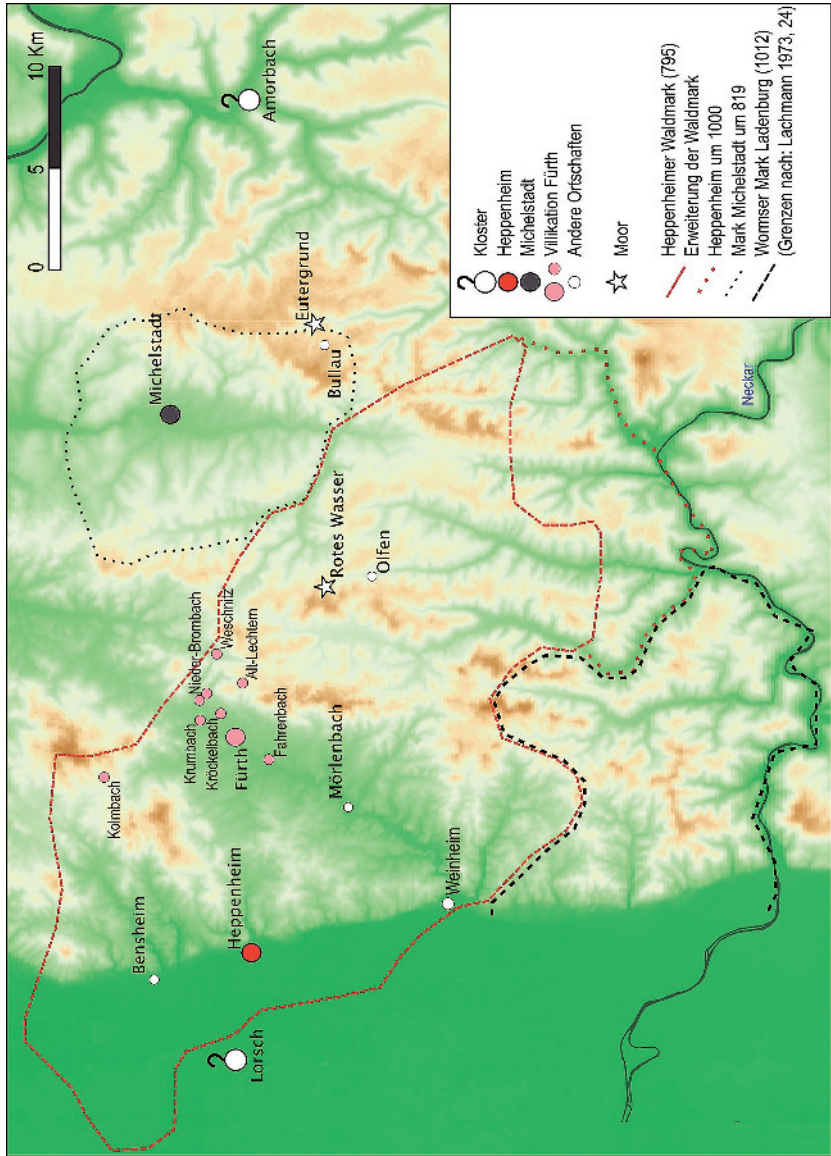 0
5
10 Km
Amorbach
Michelstadt
Eutergrund
Bullau
Neckar
Rotes Wasser
Olfen
Nieder-Brombach
Weschnitz
Alt-Lechtern
Krumbach
Kröckelbach
Fürth
Fahrenbach
Kolmbach
Mörlenbach
Weinheim
Bensheim
Heppenheim
Lorsch
Kloster
Heppenheim
Michelstadt
Villikation Fürth
Andere Ortschaften
Moor
Heppenheimer Waldmark (795)
Erweiterung der Waldmark
Heppenheim um 1000
Mark Michelstadt um 819
Wormser Mark Ladenburg (1012)
(Grenzen nach: Lachmann 1973, 24)